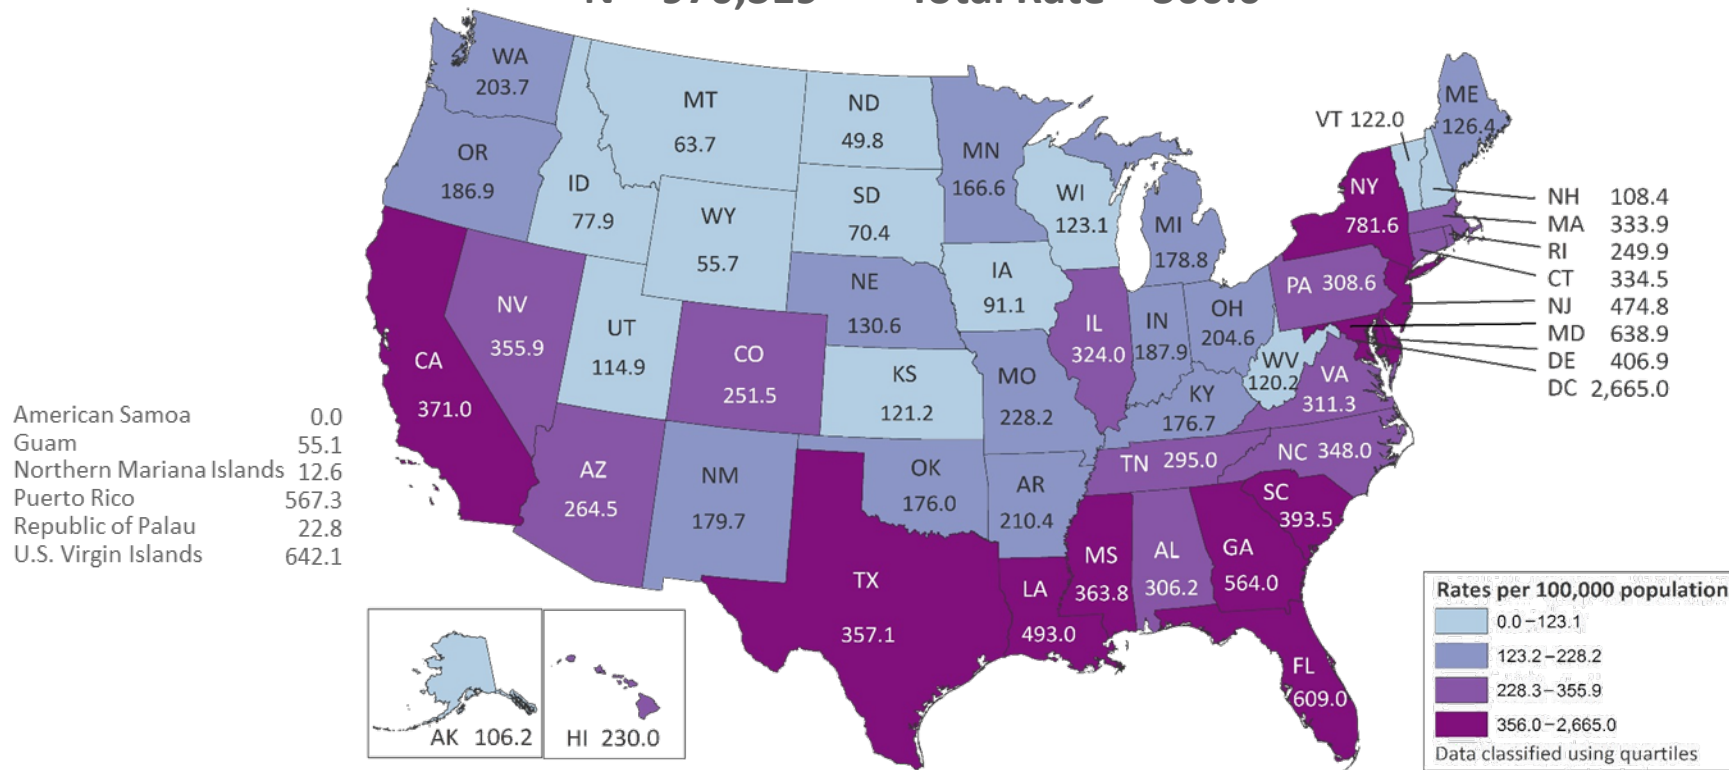 WA
203.7
OR
186.9
CA
371.0
NV
355.9
ID
77.9
MT
63.7
WY
55.7
UT
114.9
CO
251.5
AZ
264.5
NM
179.7
ND
49.8
SD
70.4
NE
130.6
KS
121.2
OK
176.0
TX
357.1
MN
166.6
IA
91.1
MO
228.2
AR
210.4
LA
493.0
WI
123.1
IL
324.0
MI
178.8
IN
187.9
OH
204.6
KY
176.7
TN 295.0
MS
363.8
AL
306.2
GA
564.0
FL
609.0
SC
393.5
NC 348.0
VA
311.3
WV
120.2
PA 308.6
NY
781.6
VT 122.0
ME
126.4
NH 108.4
MA 333.9
RI 249.9
CT 334.5
NJ 474.8
MD 638.9
DE 406.9
DC 2,665.0
American Samoa 0.0
Guam 55.1
Northern Mariana Islands 12.6
Puerto Rico 567.3
Republic of Palau 22.8
U.S. Virgin Islands 642.1
AK 106.2
HI 230.0
Rates per 100,000 population
0.0–123.1
123.2–228.2
228.3–355.9
356.0–2,665.0
Data classified using quartiles